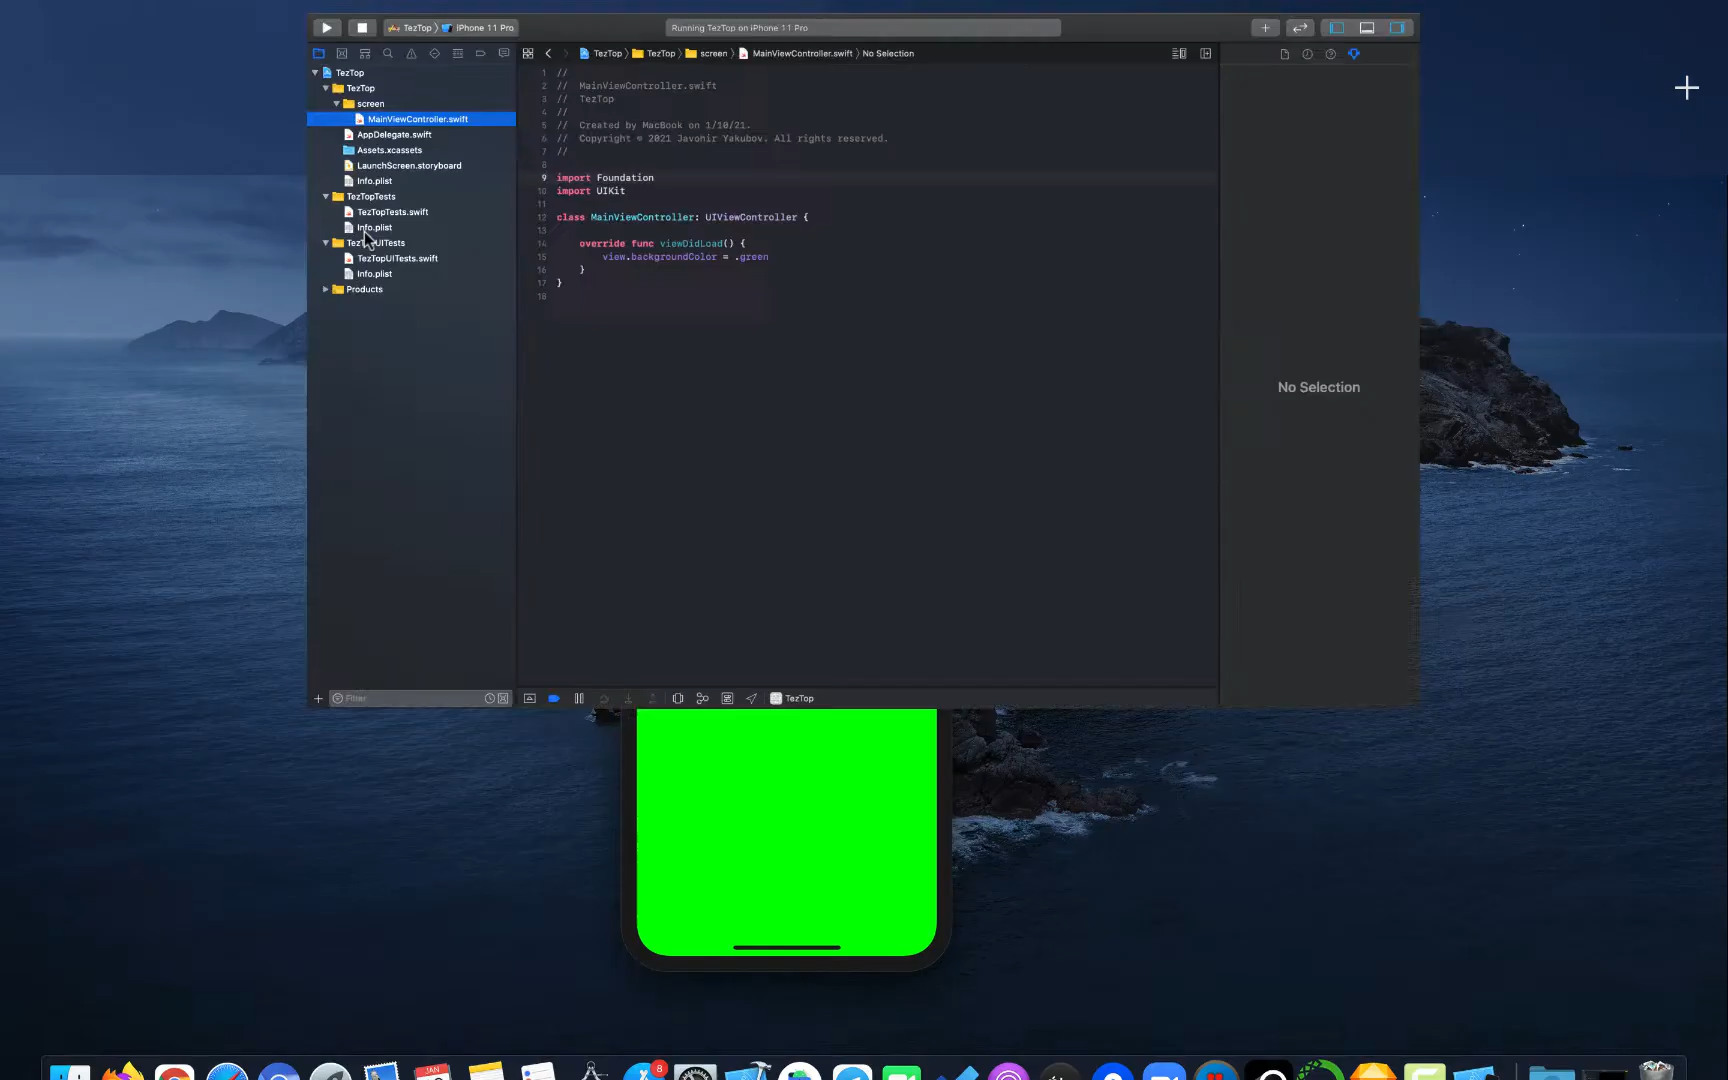 TezTop
iPhone 11 Pro
Running TezTop on iPhone 11 Pro
TezTop
TezTop
screen
MainViewController.swift
No Selection
TezTop
TezTop
screen
MainViewController.swift
AppDelegate.swift
Assets.xcassets
LaunchScreen.storyboard
Info.plist
TezTopTests
TezTopTests.swift
Info.plist
TezTopUITests
TezTopUITests.swift
Info.plist
Products
1 //
2 // MainViewController.swift
3 // TezTop
4 //
5 // Created by MacBook on 1/10/21.
6 // Copyright © 2021 Javohir Yakubov. All rights reserved.
7 //
8
9 import Foundation
10 import UIKit
11
12 class MainViewController: UIViewController {
13
14 override func viewDidLoad() {
15 view.backgroundColor = .green
16 }
17 }
18
No Selection
Filter
TezTop
8
JAN